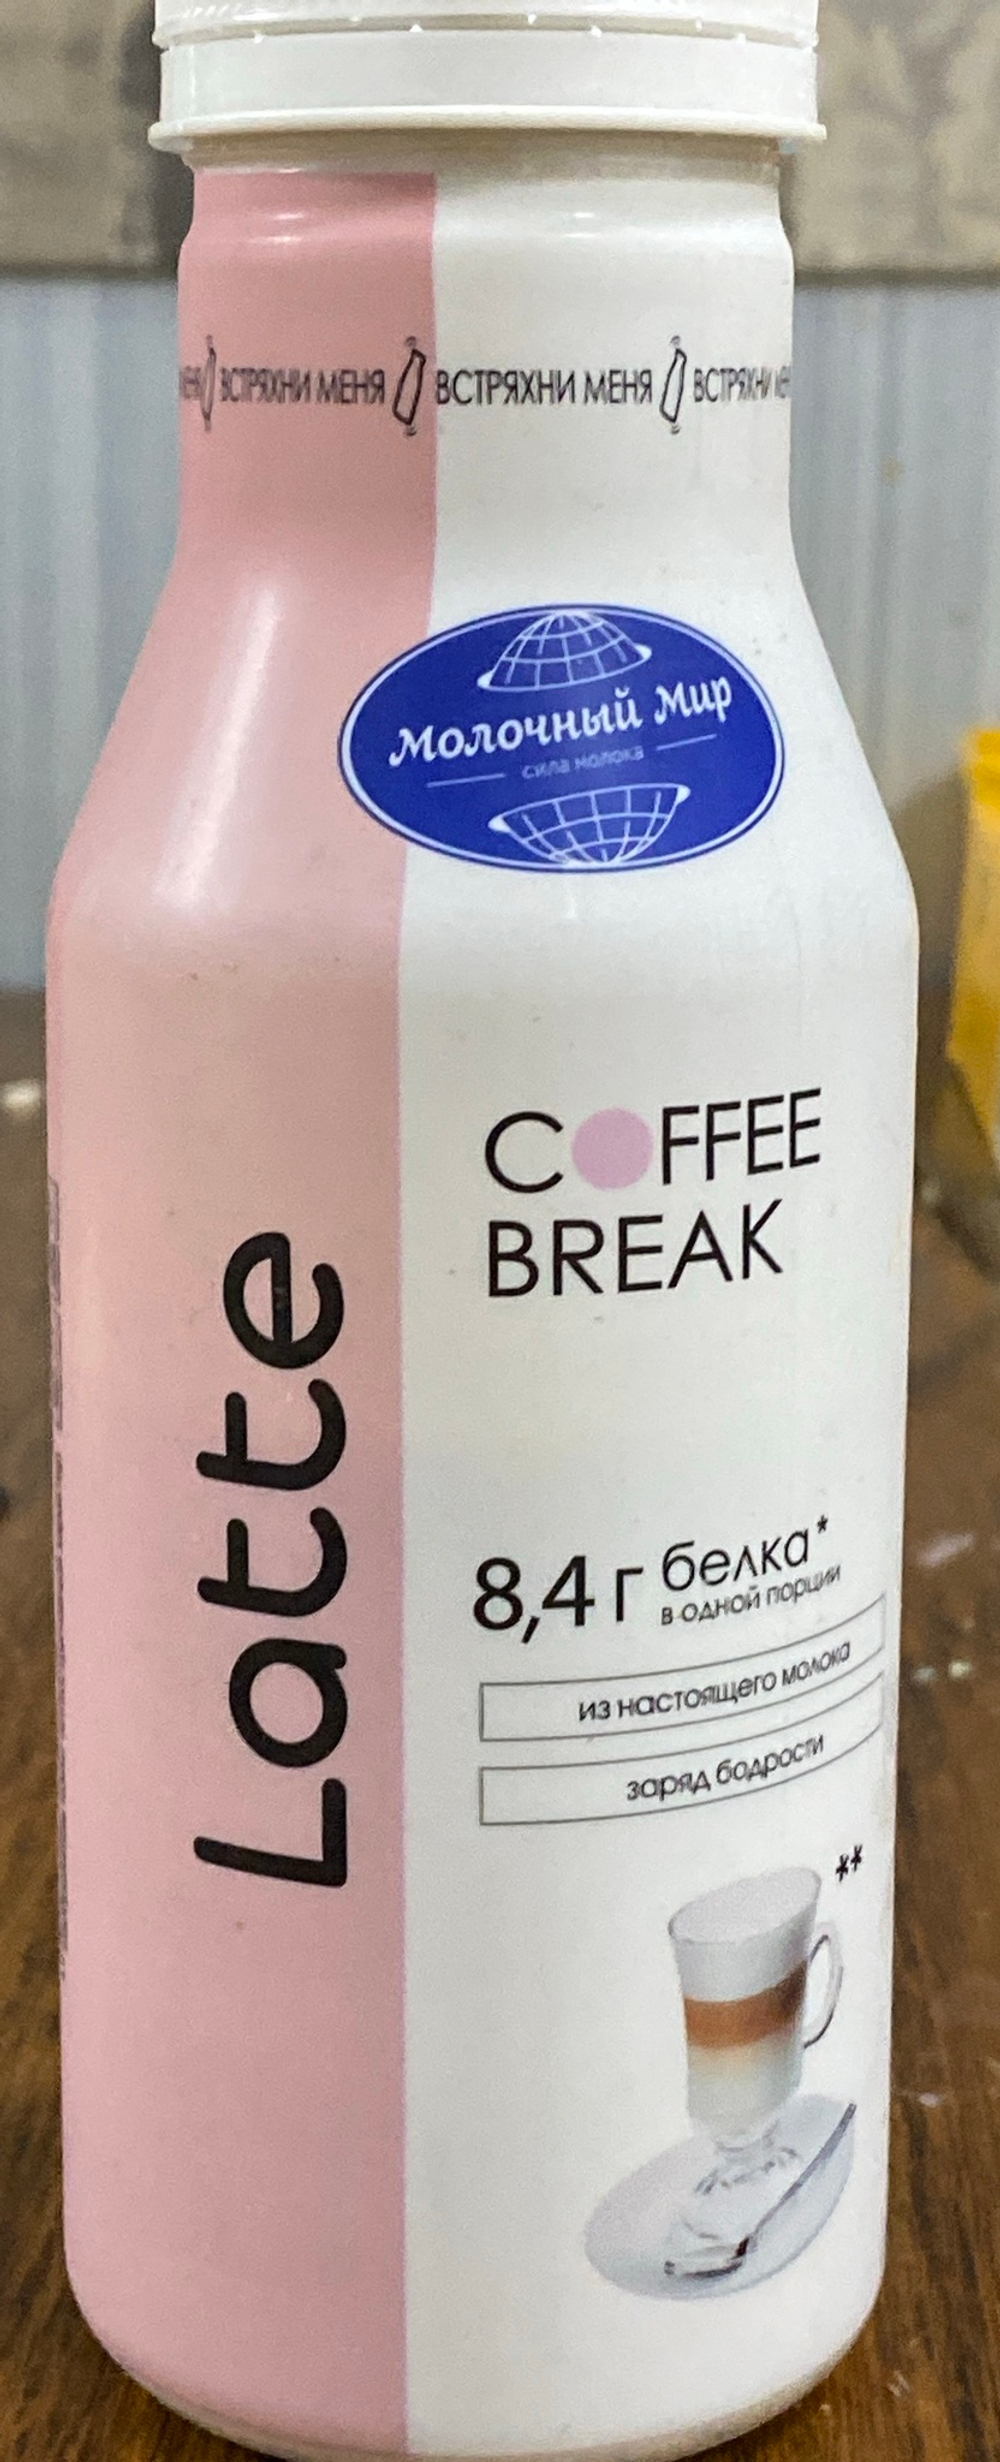 ВСТРЯХНИ МЕНЯ ВСТРЯХНИ МЕНЯ ВСТРЯХНИ
Молочный Мир
сила молока
COFFEE
BREAK
Latte
8,4 г белка*
в одной порции
из настоящего молока
заряд бодрости
**